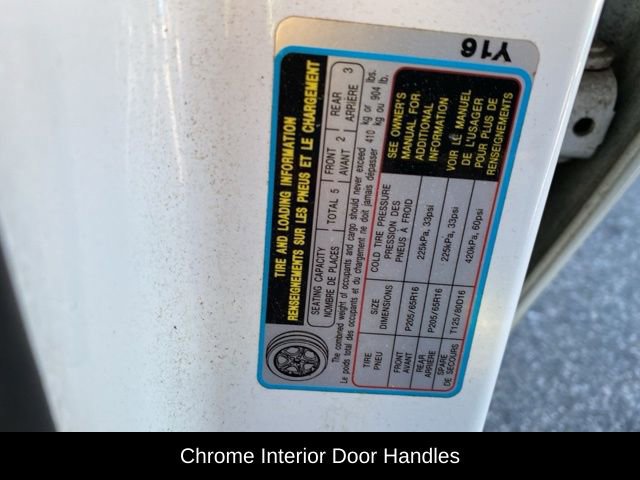 Y16
TIRE AND LOADING INFORMATION
RENSEIGNEMENTS SUR LES PNEUS ET LE CHARGEMENT
SEATING CAPACITY
NOMBRE DE PLACES
TOTAL 5
FRONT
AVANT
2
REAR
ARRIÈRE
3
The combined weight of occupants and cargo should never exceed 410 kg or 904 lbs.
Le poids total des occupants et du chargement ne doit jamais dépasser 410 kg ou 904 lb.
TIRE
PNEU
SIZE
DIMENSIONS
COLD TIRE PRESSURE
PRESSION DES
PNEUS À FROID
FRONT
AVANT
P205/65R16
225kPa, 33psi
REAR
ARRIÈRE
P205/65R16
225kPa, 33psi
SPARE
DE SECOURS
T125/80D16
420kPa, 60psi
SEE OWNER'S
MANUAL FOR
ADDITIONAL
INFORMATION
VOIR LE MANUEL
DE L'USAGER
POUR PLUS DE
RENSEIGNEMENTS
Chrome Interior Door Handles